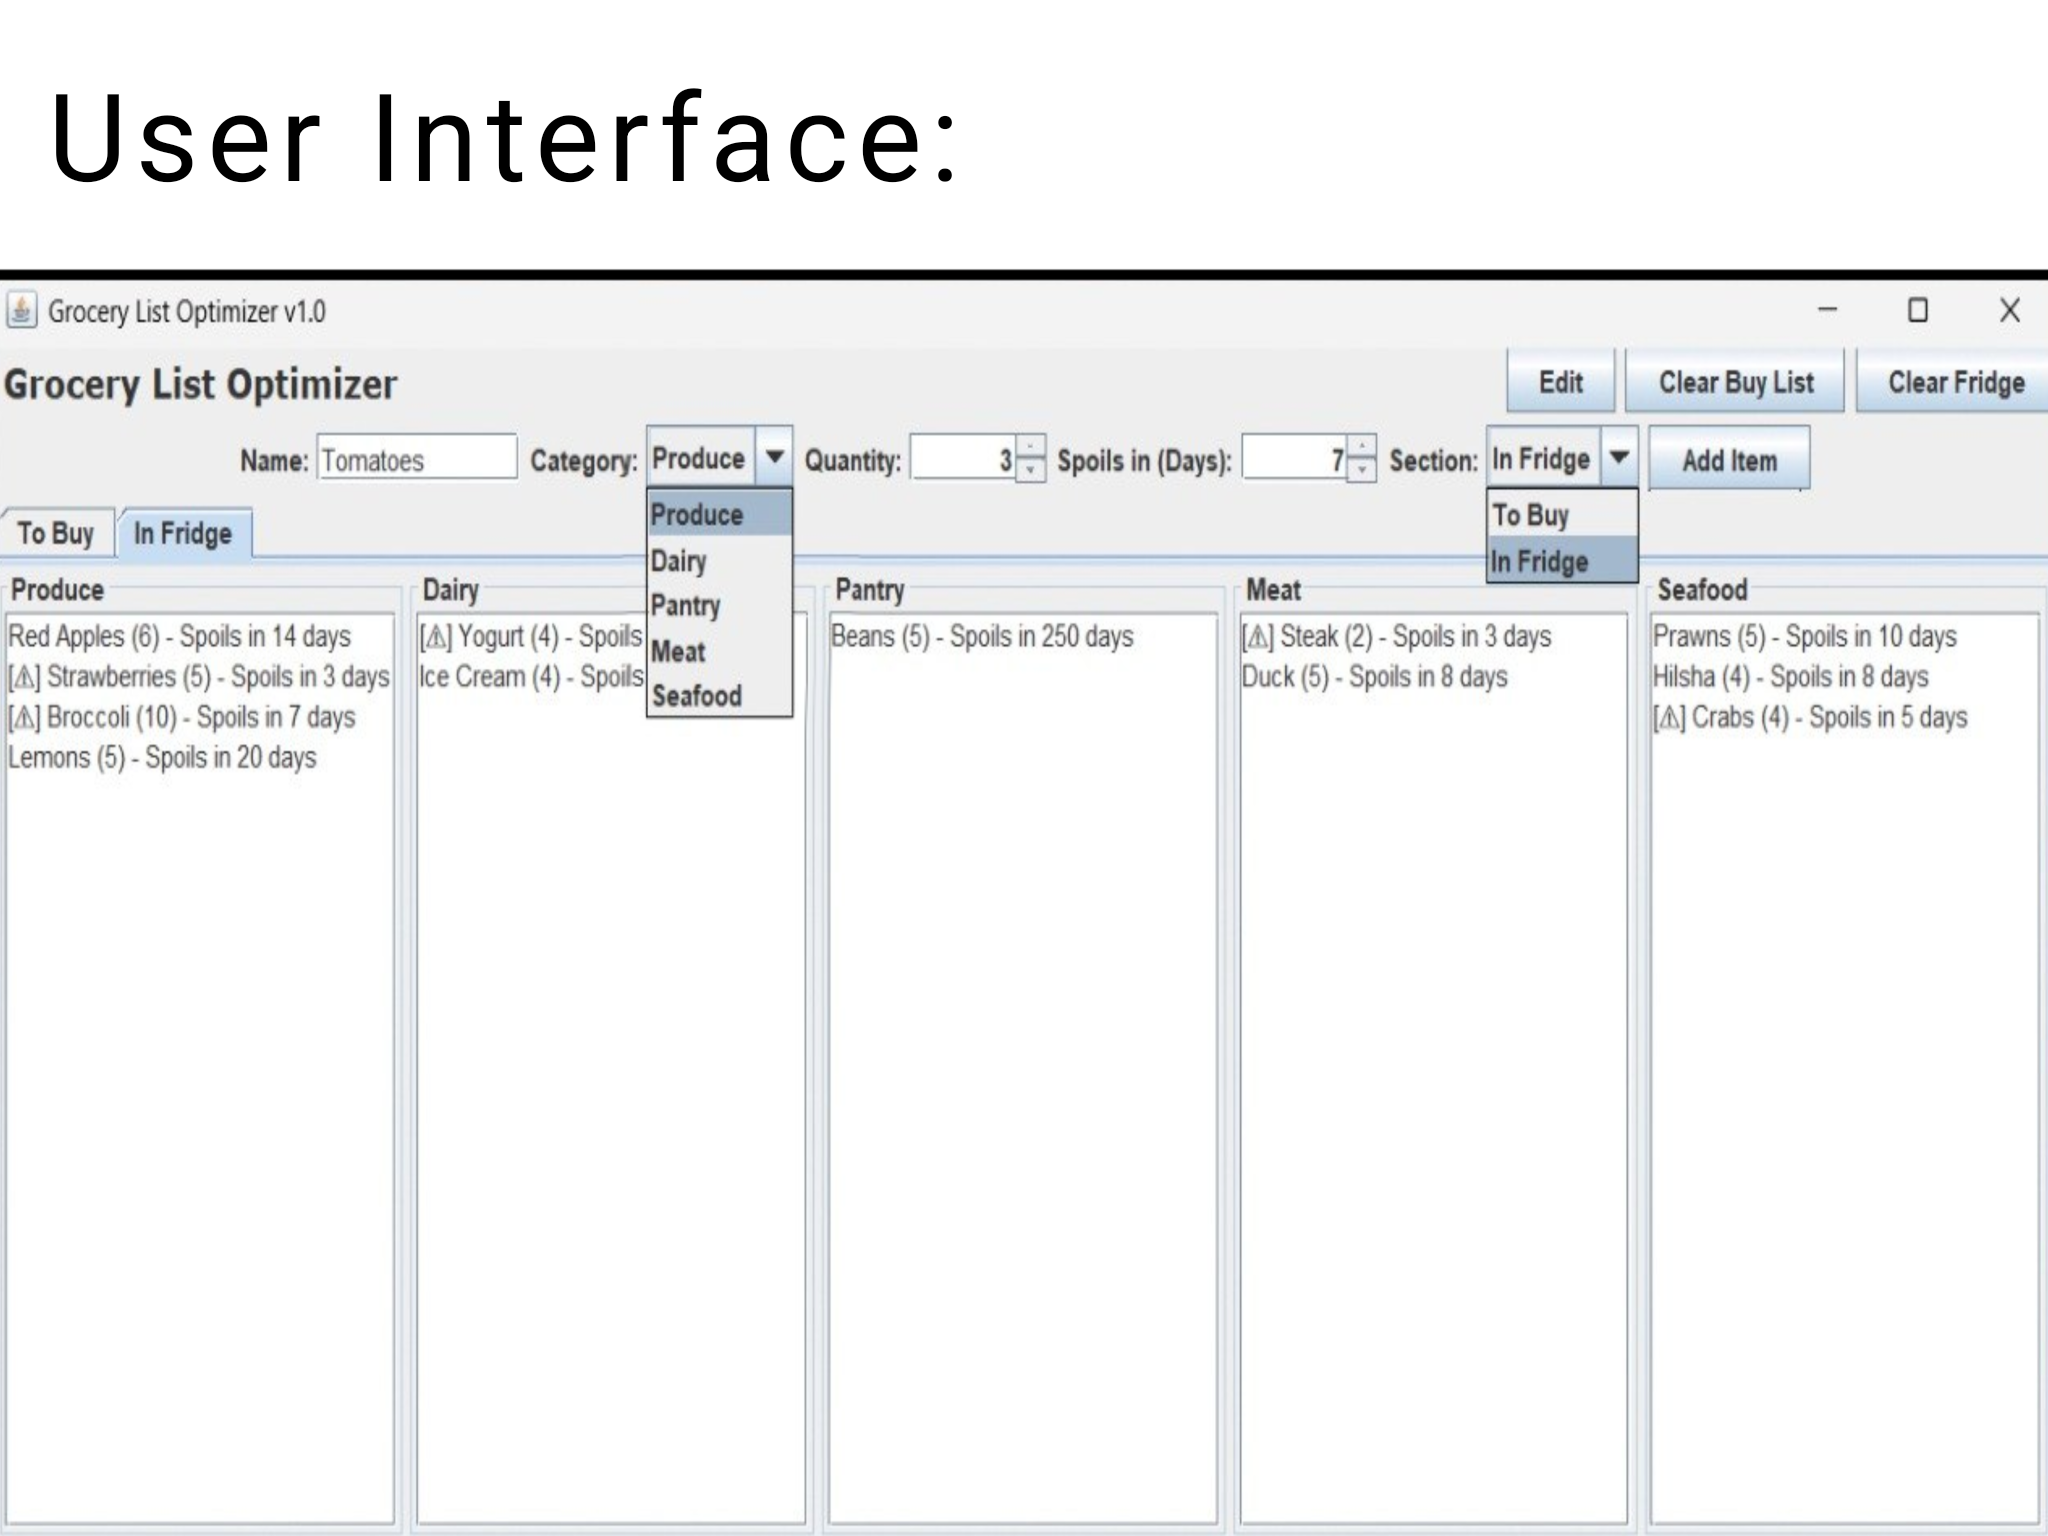 User Interface:
Grocery List Optimizer v1.0
Grocery List Optimizer
Edit
Clear Buy List
Clear Fridge
Name: Tomatoes Category: Produce Quantity: 3 Spoils in (Days): 7 Section: In Fridge Add Item
Produce
Dairy
Pantry
Meat
Seafood
To Buy
In Fridge
To Buy
In Fridge
Produce
Red Apples (6) - Spoils in 14 days
[⚠] Strawberries (5) - Spoils in 3 days
[⚠] Broccoli (10) - Spoils in 7 days
Lemons (5) - Spoils in 20 days
Dairy
[⚠] Yogurt (4) - Spoils
Ice Cream (4) - Spoils
Pantry
Beans (5) - Spoils in 250 days
Meat
[⚠] Steak (2) - Spoils in 3 days
Duck (5) - Spoils in 8 days
Seafood
Prawns (5) - Spoils in 10 days
Hilsha (4) - Spoils in 8 days
[⚠] Crabs (4) - Spoils in 5 days